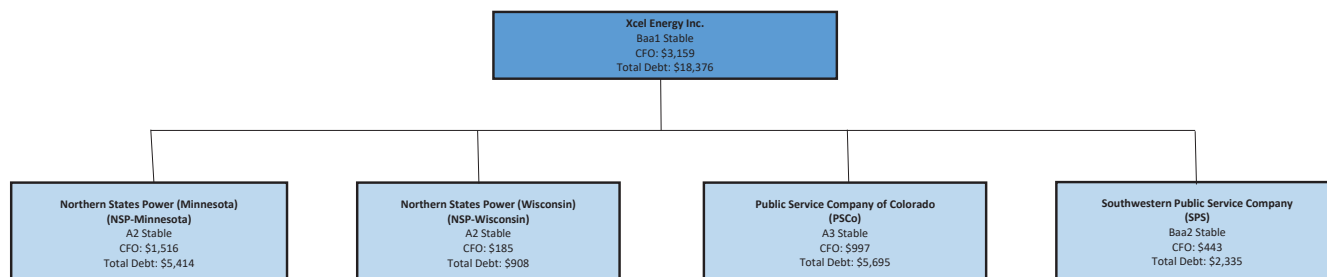 Xcel Energy Inc.
Baa1 Stable
CFO: $3,159
Total Debt: $18,376
Northern States Power (Minnesota)
(NSP-Minnesota)
A2 Stable
CFO: $1,516
Total Debt: $5,414
Northern States Power (Wisconsin)
(NSP-Wisconsin)
A2 Stable
CFO: $185
Total Debt: $908
Public Service Company of Colorado
(PSCo)
A3 Stable
CFO: $997
Total Debt: $5,695
Southwestern Public Service Company
(SPS)
Baa2 Stable
CFO: $443
Total Debt: $2,335